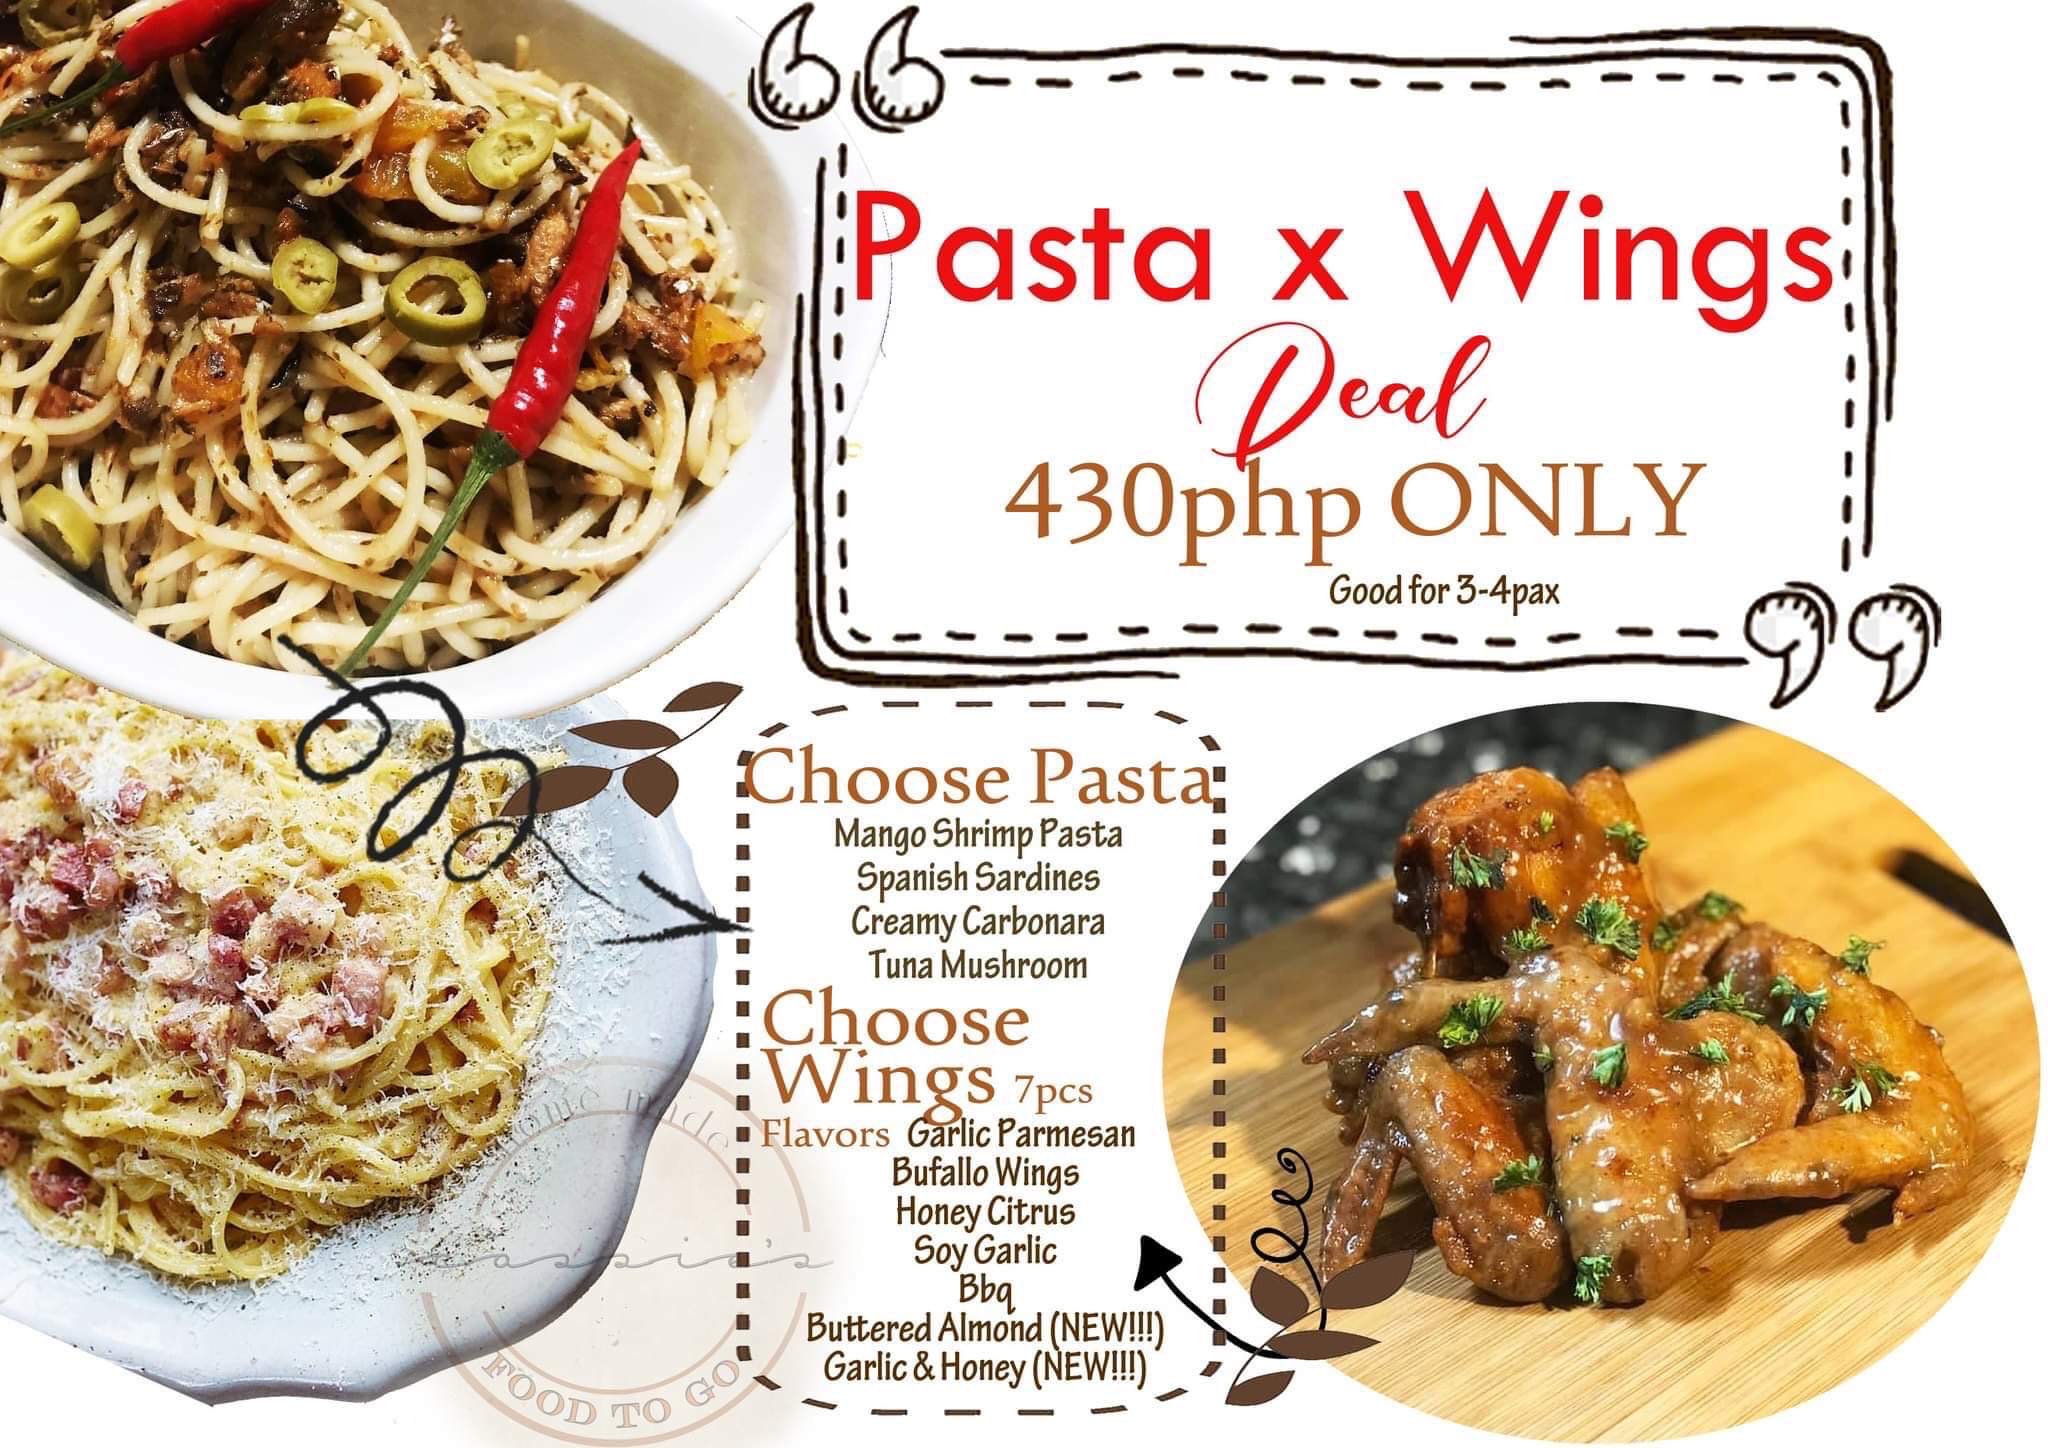 Pasta x Wings
Deal
430php ONLY
Good for 3-4pax
Choose Pasta
Mango Shrimp Pasta
Spanish Sardines
Creamy Carbonara
Tuna Mushroom
Choose
Wings 7pcs
Flavors Garlic Parmesan
Bufallo Wings
Honey Citrus
Soy Garlic
Bbq
Buttered Almond (NEW!!!)
Garlic & Honey (NEW!!!)
home made
FOOD TO GO